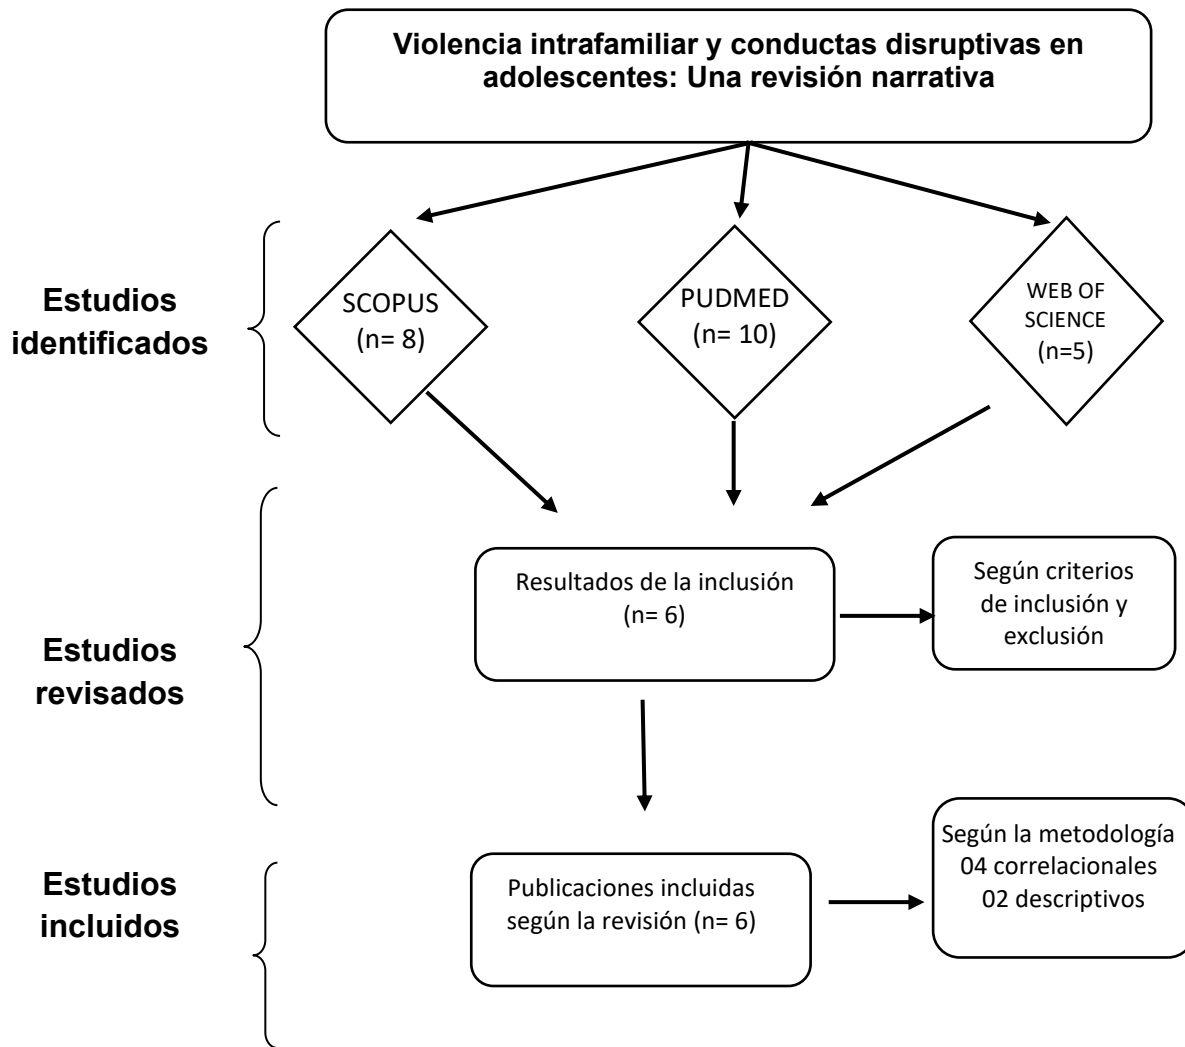 Violencia intrafamiliar y conductas disruptivas en
adolescentes: Una revisión narrativa
Estudios
identificados
SCOPUS
(n= 8)
PUDMED
(n= 10)
WEB OF
SCIENCE
(n=5)
Estudios
revisados
Resultados de la inclusión
(n= 6)
Según criterios
de inclusión y
exclusión
Estudios
incluidos
Publicaciones incluidas
según la revisión (n= 6)
Según la metodología
04 correlacionales
02 descriptivos